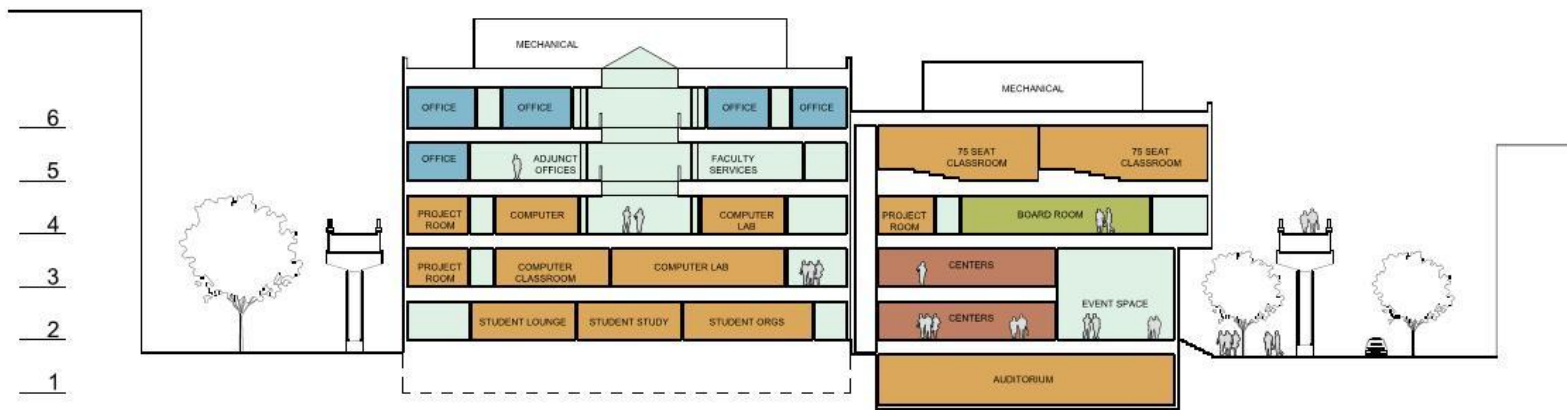 MECHANICAL
MECHANICAL
6
OFFICE
OFFICE
OFFICE
OFFICE
75 SEAT
CLASSROOM
75 SEAT
CLASSROOM
5
OFFICE
ADJUNCT
OFFICES
FACULTY
SERVICES
4
PROJECT
ROOM
COMPUTER
COMPUTER
LAB
PROJECT
ROOM
BOARD ROOM
3
PROJECT
ROOM
COMPUTER
CLASSROOM
COMPUTER LAB
CENTERS
EVENT SPACE
2
STUDENT LOUNGE
STUDENT STUDY
STUDENT ORGS
CENTERS
1
AUDITORIUM